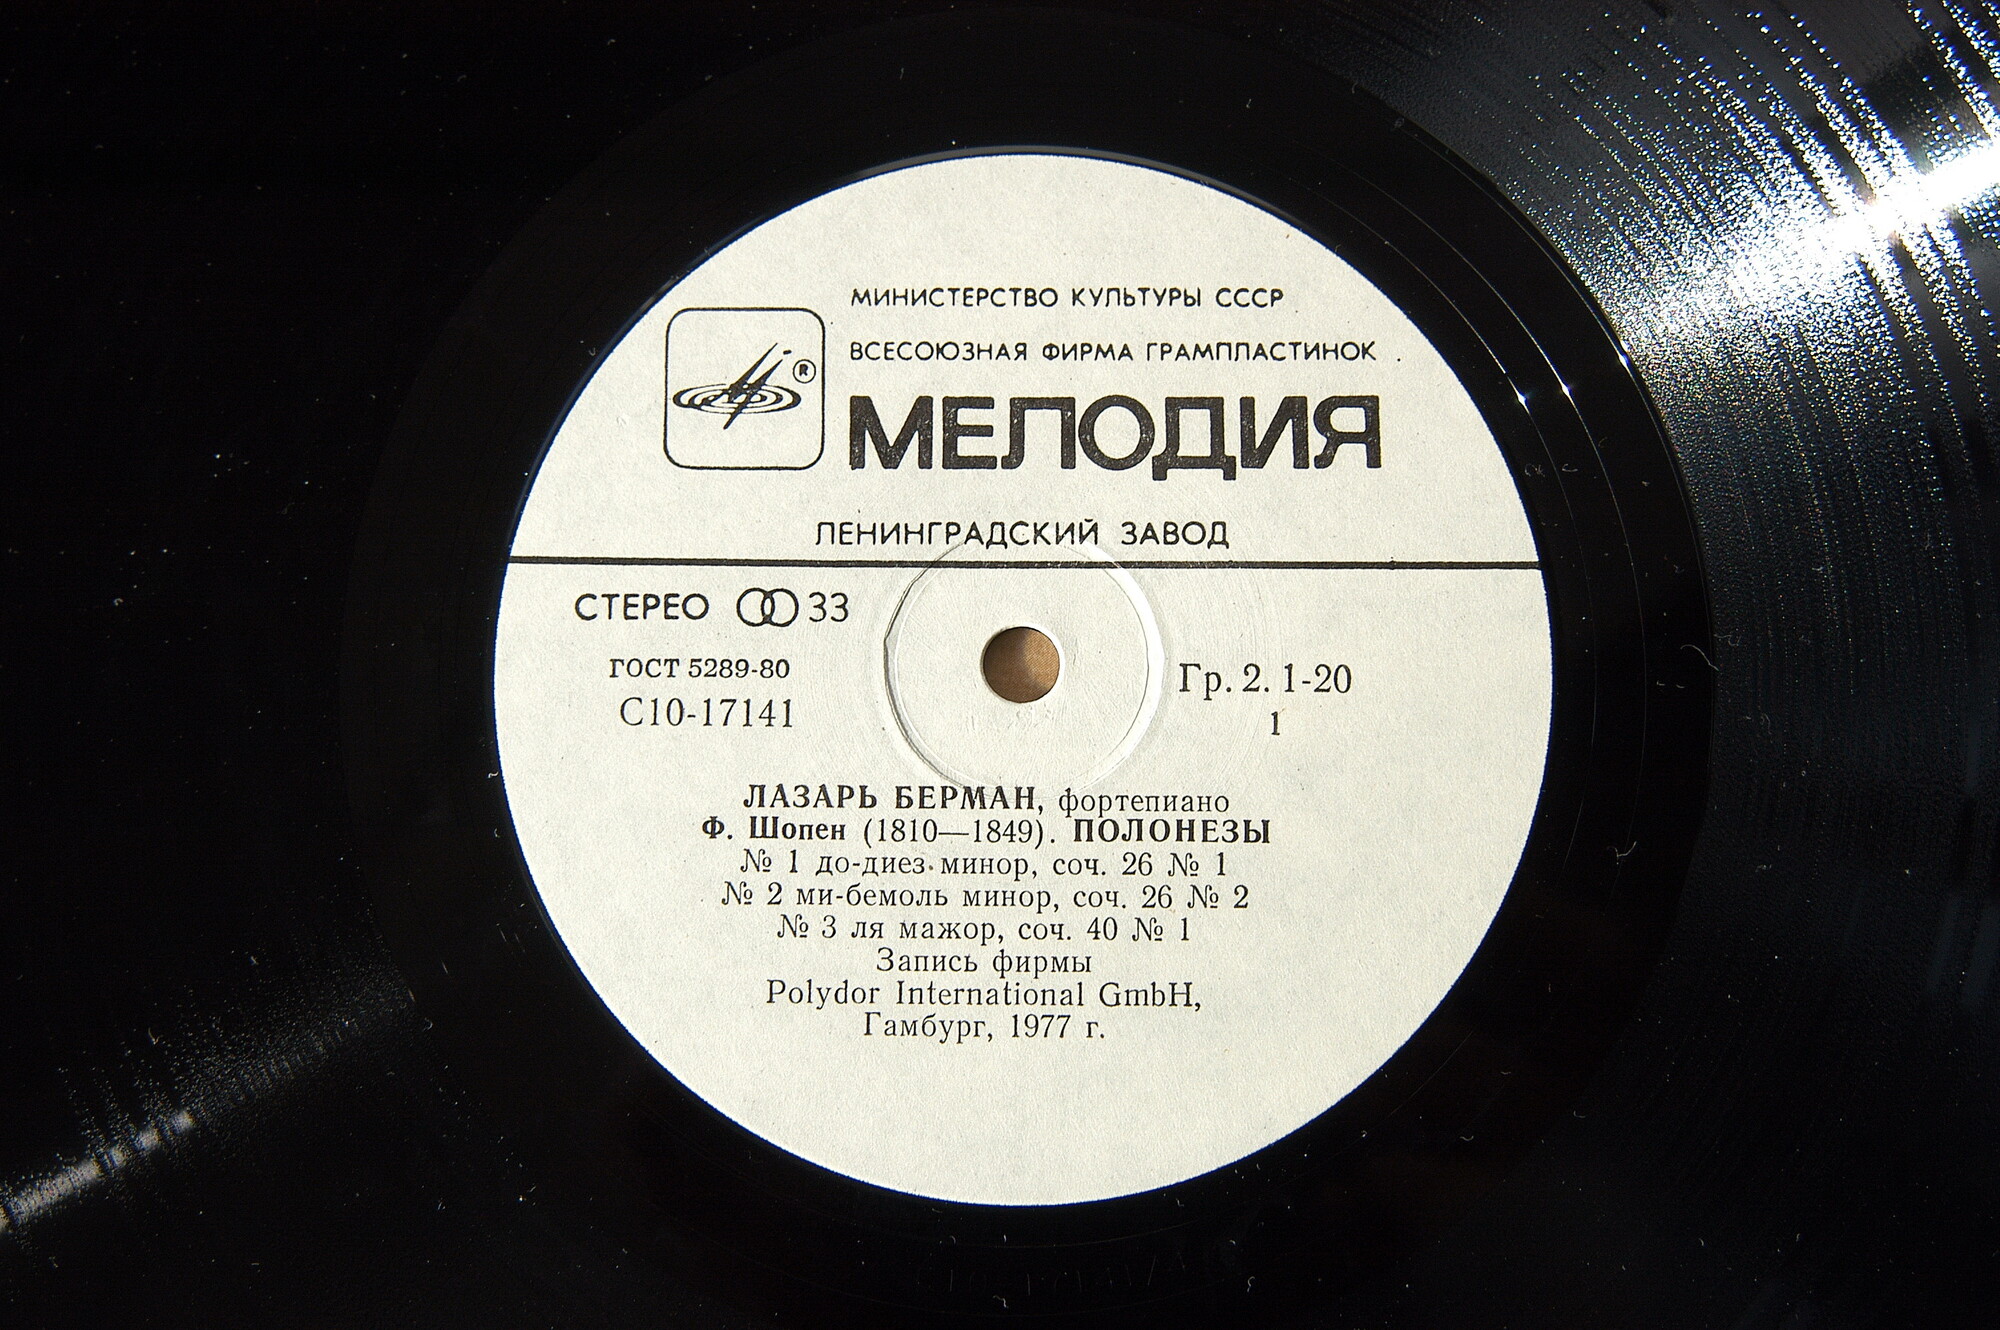 МИНИСТЕРСТВО КУЛЬТУРЫ СССР
ВСЕСОЮЗНАЯ ФИРМА ГРАМПЛАСТИНОК
®
МЕЛОДИЯ
ЛЕНИНГРАДСКИЙ ЗАВОД
СТЕРЕО 33
ГОСТ 5289-80
С10-17141
Гр. 2. 1-20
1
ЛАЗАРЬ БЕРМАН, фортепиано
Ф. Шопен (1810—1849). ПОЛОНЕЗЫ
№ 1 до-диез минор, соч. 26 № 1
№ 2 ми-бемоль минор, соч. 26 № 2
№ 3 ля мажор, соч. 40 № 1
Запись фирмы
Polydor International GmbH,
Гамбург, 1977 г.